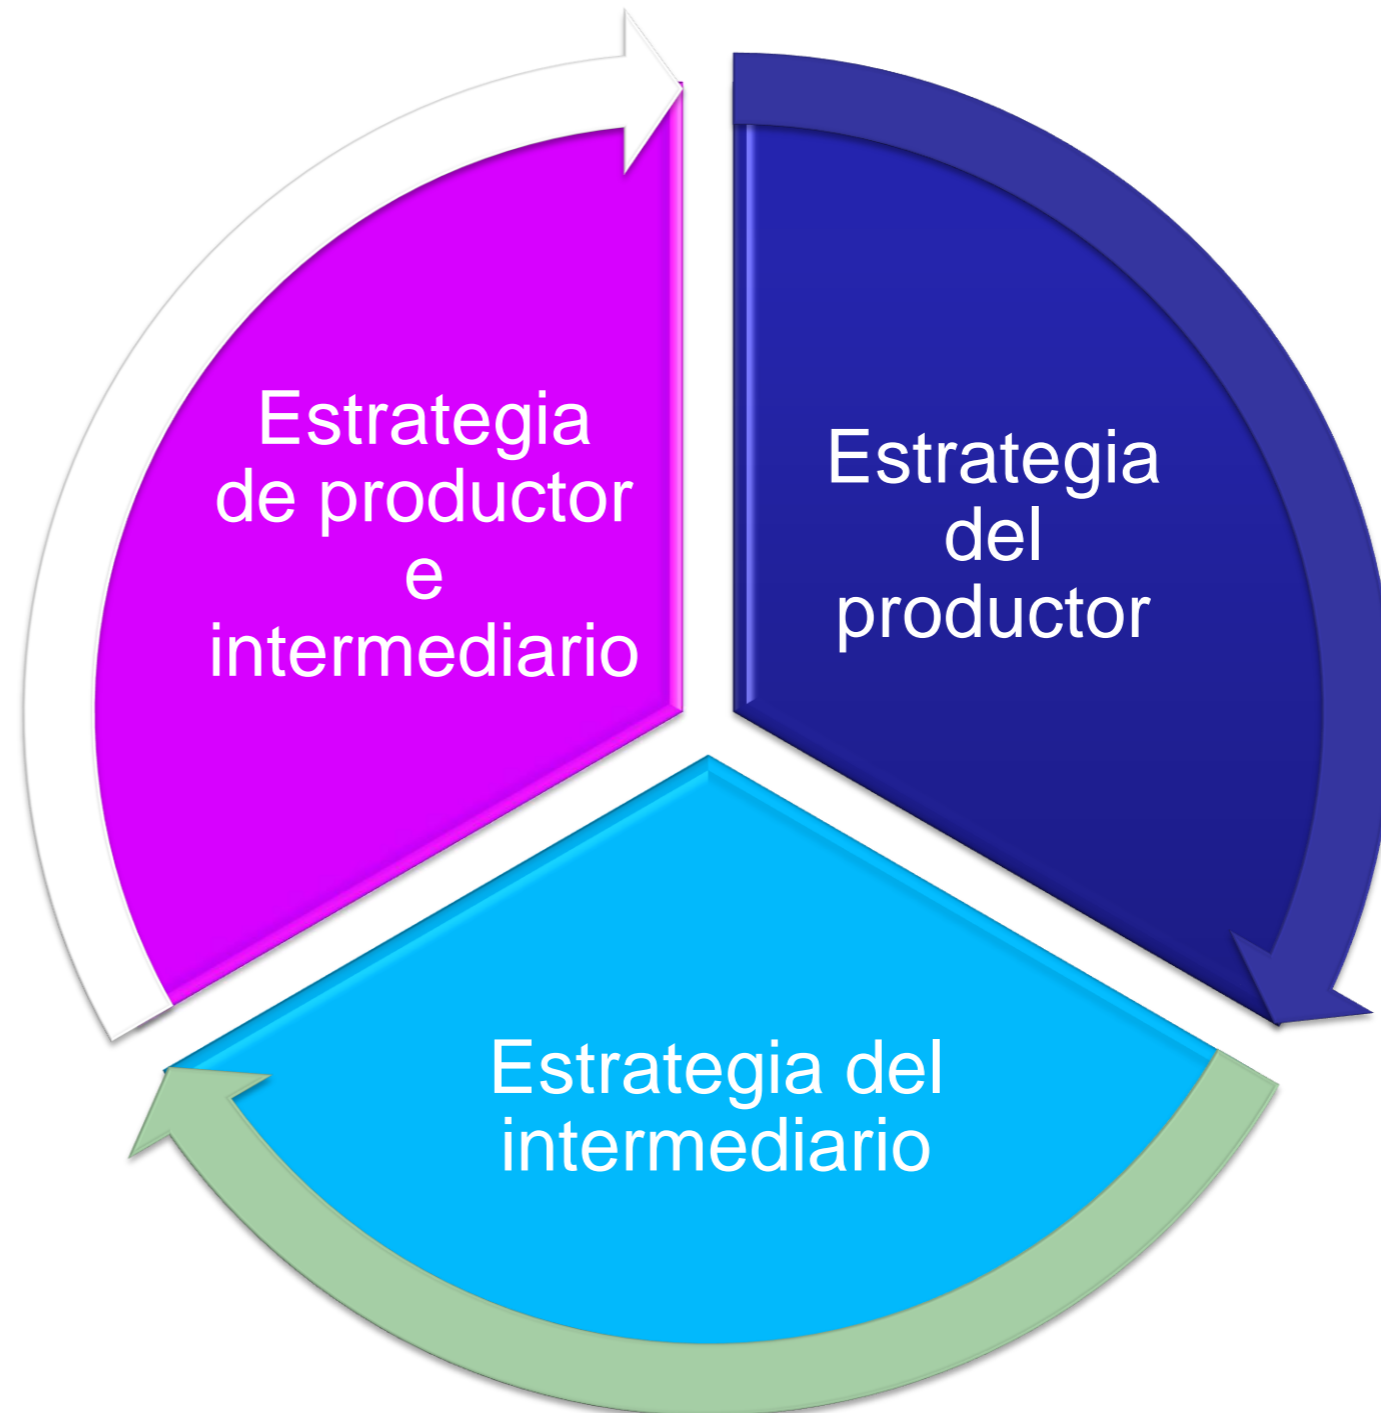 Estrategia
de productor
e
intermediario
Estrategia
del
productor
Estrategia del
intermediario